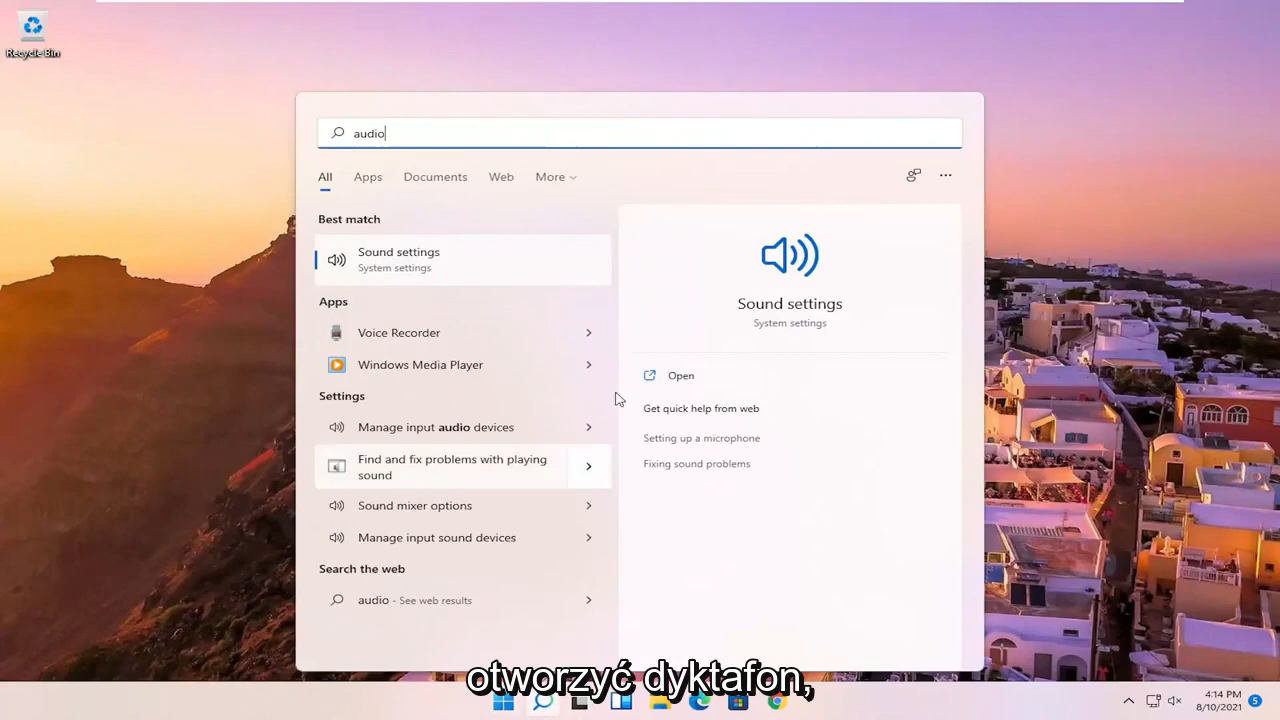 Recycle Bin
audio
All Apps Documents Web More
Best match
Sound settings
System settings
Apps
Voice Recorder
Windows Media Player
Settings
Manage input audio devices
Find and fix problems with playing
sound
Sound mixer options
Manage input sound devices
Search the web
audio - See web results
Sound settings
System settings
Open
Get quick help from web
Setting up a microphone
Fixing sound problems
otworzyć dyktafon,
4:14 PM
8/10/2021
5